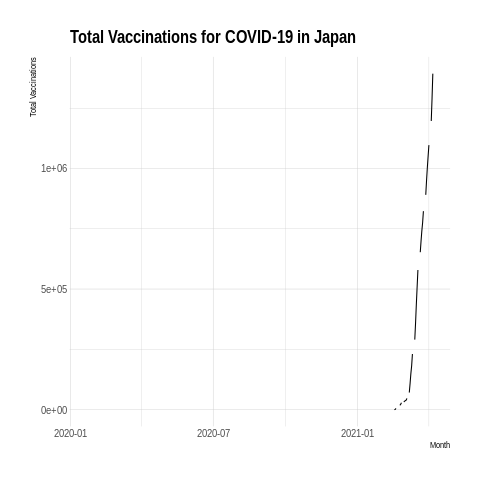 Total Vaccinations for COVID-19 in Japan
Total Vaccinations
1e+06
5e+05
0e+00
2020-01
2020-07
2021-01
Month